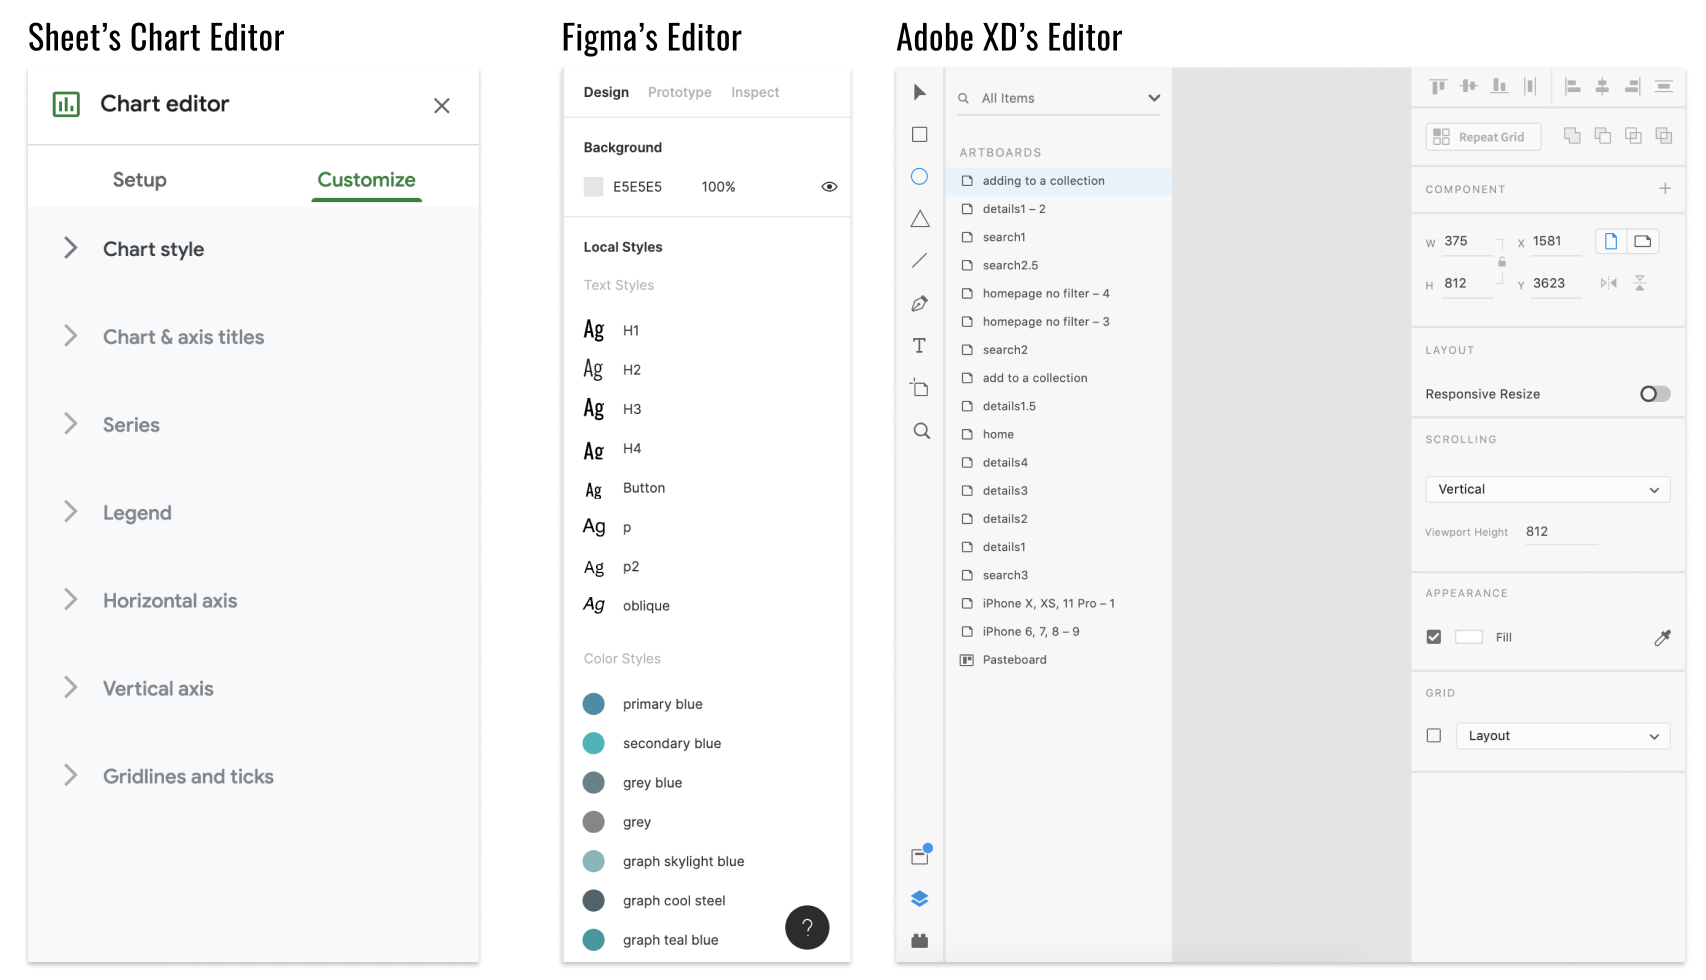 Sheet's Chart Editor
Chart editor
Setup
Customize
Chart style
Chart & axis titles
Series
Legend
Horizontal axis
Vertical axis
Gridlines and ticks
Figma's Editor
Design Prototype Inspect
Background
E5E5E5 100%
Local Styles
Text Styles
Ag H1
Ag H2
Ag H3
Ag H4
Ag Button
Ag p
Ag p2
Ag oblique
Color Styles
primary blue
secondary blue
grey blue
grey
graph skylight blue
graph cool steel
graph teal blue
?
Adobe XD's Editor
T
All Items
ARTBOARDS
adding to a collection
details1 – 2
search1
search2.5
homepage no filter – 4
homepage no filter – 3
search2
add to a collection
details1.5
home
details4
details3
details2
details1
search3
iPhone X, XS, 11 Pro – 1
iPhone 6, 7, 8 – 9
Pasteboard
Repeat Grid
COMPONENT
W 375 X 1581
H 812 Y 3623
LAYOUT
Responsive Resize
SCROLLING
Vertical
Viewport Height 812
APPEARANCE
Fill
GRID
Layout